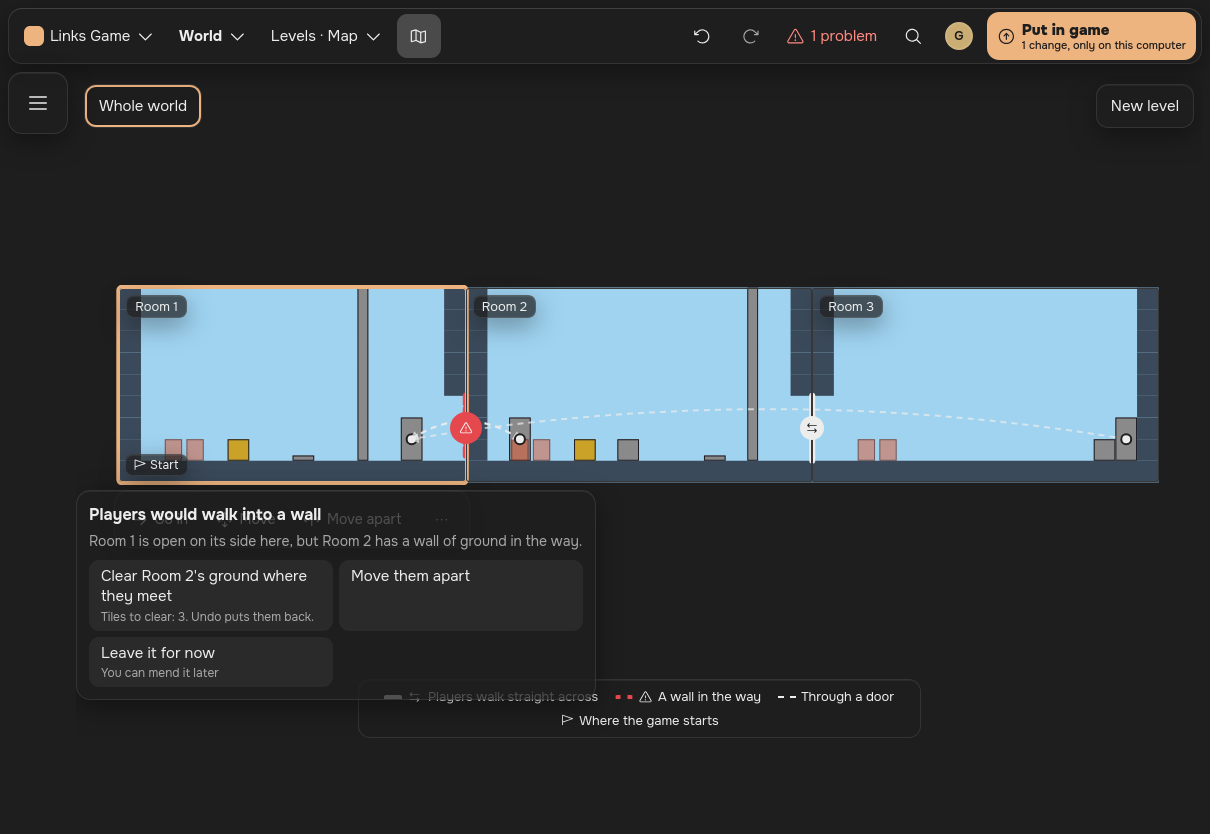 Links Game
World
Levels · Map
1 problem
G
Put in game
1 change, only on this computer
Whole world
New level
Room 1
Room 2
Room 3
Start
Players would walk into a wall
Move apart
Room 1 is open on its side here, but Room 2 has a wall of ground in the way.
Clear Room 2's ground where
they meet
Tiles to clear: 3. Undo puts them back.
Move them apart
Leave it for now
You can mend it later
Players walk straight across
A wall in the way
Through a door
Where the game starts